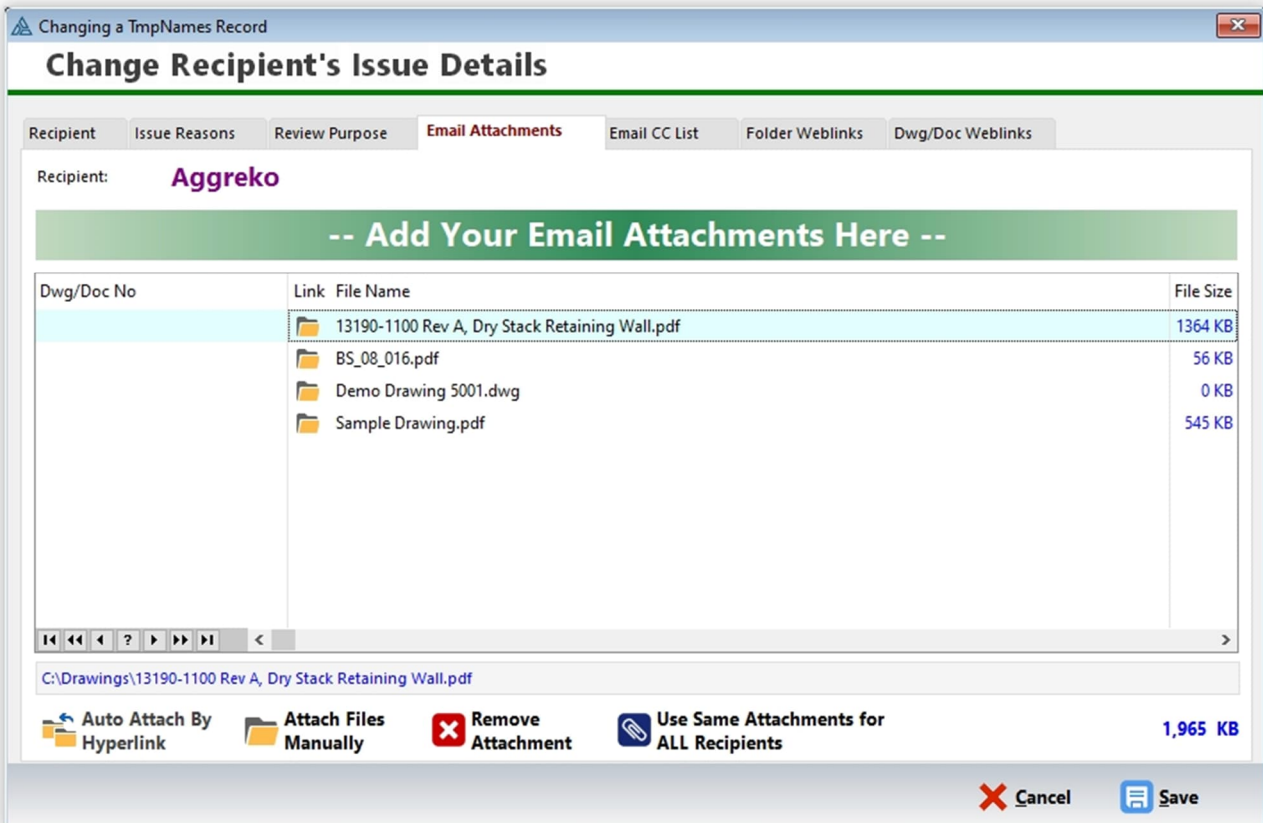 Changing a TmpNames Record
Change Recipient's Issue Details
Recipient Issue Reasons Review Purpose Email Attachments Email CC List Folder Weblinks Dwg/Doc Weblinks
Recipient: Aggreko
-- Add Your Email Attachments Here --
Dwg/Doc No Link File Name File Size
13190-1100 Rev A, Dry Stack Retaining Wall.pdf 1364 KB
BS_08_016.pdf 56 KB
Demo Drawing 5001.dwg 0 KB
Sample Drawing.pdf 545 KB
?
C:\Drawings\13190-1100 Rev A, Dry Stack Retaining Wall.pdf
Auto Attach By Attach Files Remove Use Same Attachments for
Hyperlink Manually Attachment ALL Recipients
1,965 KB
Cancel Save